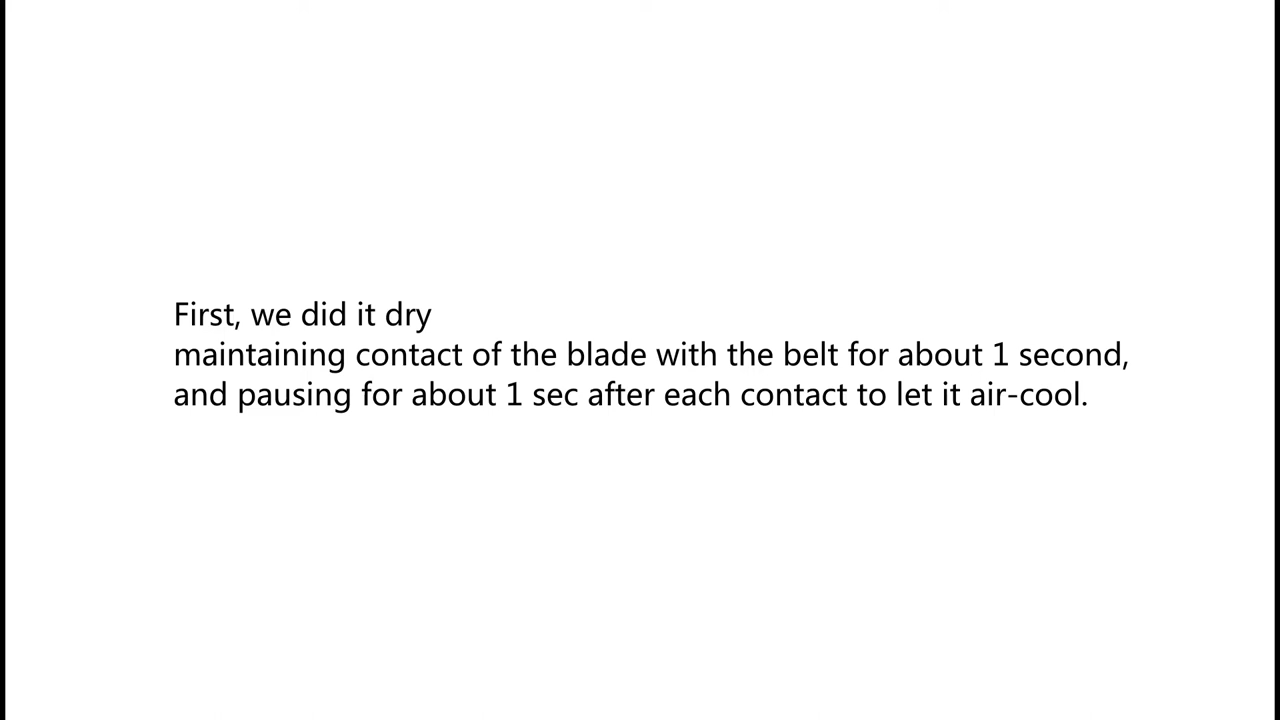 First, we did it dry
maintaining contact of the blade with the belt for about 1 second,
and pausing for about 1 sec after each contact to let it air-cool.